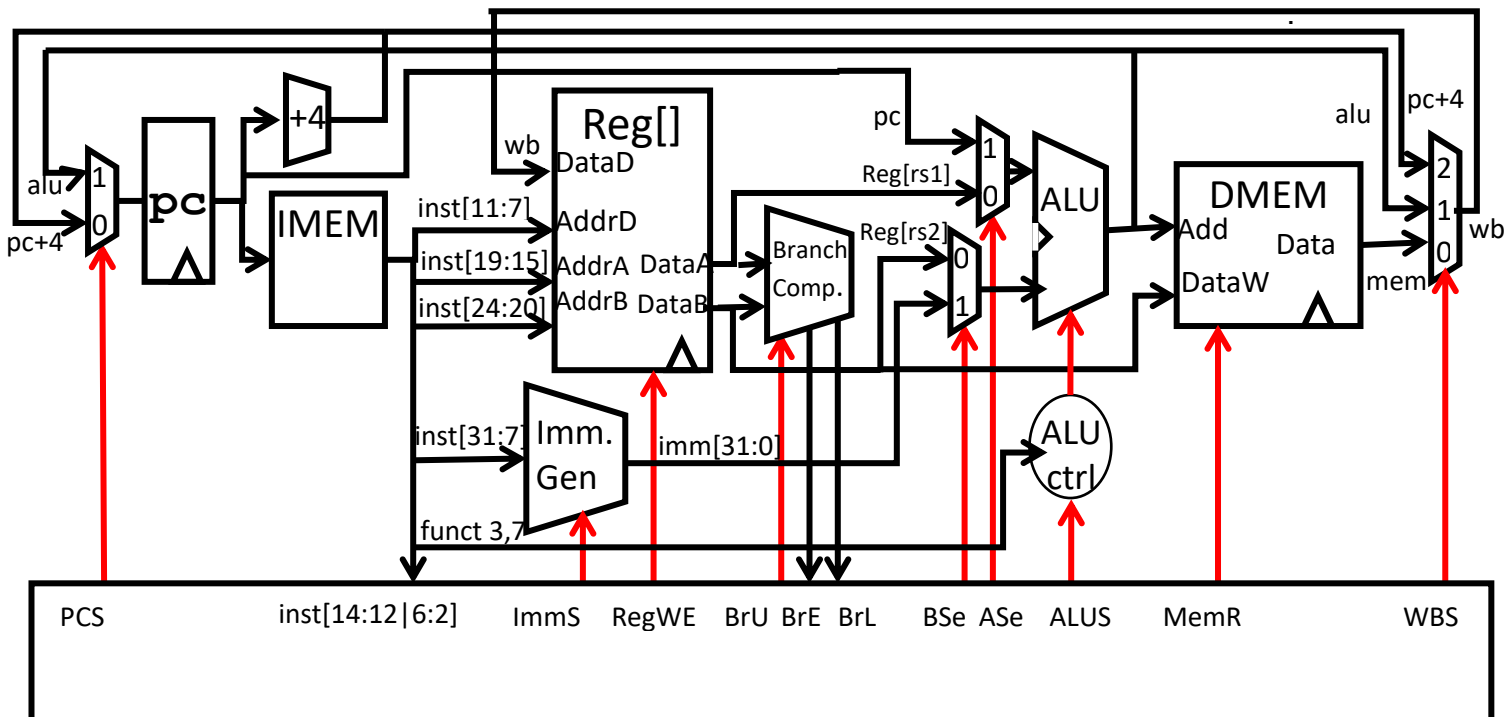 wb
pc+4
alu
1
0
pc+4
pc
+4
IMEM
inst[11:7]
inst[19:15]
inst[24:20]
inst[31:7]
funct 3,7
Reg[]
DataD
AddrD
AddrA DataA
AddrB DataB
Imm.
Gen
imm[31:0]
Branch
Comp.
pc
Reg[rs1]
Reg[rs2]
1
0
0
1
ALU
ALU
ctrl
DMEM
Add
Data
DataW
alu
mem
2
1
0
wb
PCS
inst[14:12|6:2]
ImmS
RegWE
BrU
BrE
BrL
BSe
ASe
ALUS
MemR
WBS